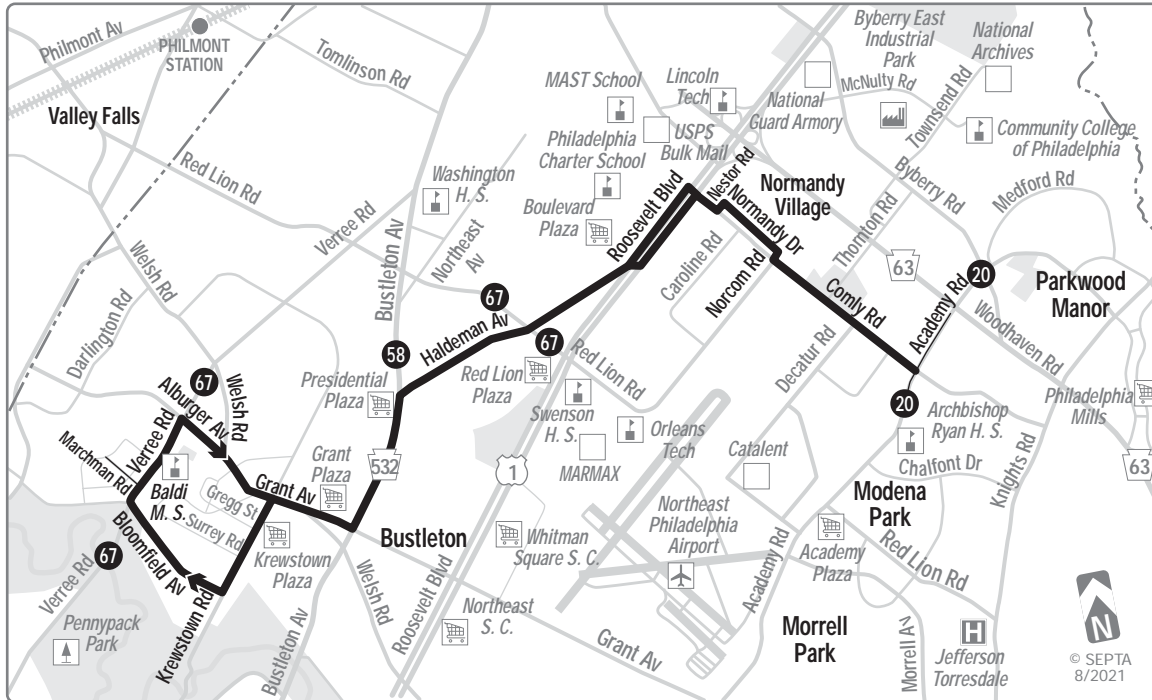 Philmont Av
PHILMONT
STATION
Tomlinson Rd
Valley Falls
Red Lion Rd
Verree Rd
Washington
H. S.
Northeast
Av
Bustleton Av
MAST School
Philadelphia
Charter School
Boulevard
Plaza
Lincoln
Tech
USPS
Bulk Mail
National
Guard Armory
Byberry East
Industrial
Park
McNulty Rd
National
Archives
Townsend Rd
Community College
of Philadelphia
Medford Rd
Byberry Rd
Roosevelt Blvd
Nestor Rd
Normandy Dr
Normandy
Village
Thornton Rd
63
20
Parkwood
Manor
Caroline Rd
Norcom Rd
Comly Rd
Academy Rd
Woodhaven Rd
Welsh Rd
Darlington Rd
67
58
Haldeman Av
67
67
Red Lion
Plaza
Red Lion Rd
Decatur Rd
20
Archbishop
Ryan H. S.
Philadelphia
Mills
63
Presidential
Plaza
Swenson
H. S.
Orleans
Tech
MARMAX
Catalent
Chalfont Dr
Knights Rd
Alburger Av
Welsh Rd
Verree Rd
Marchman Rd
Baldi
M. S.
Gregg St
Surrey Rd
Grant Av
Grant
Plaza
532
1
Bustleton
Krewstown
Plaza
Whitman
Square S. C.
Northeast
Philadelphia
Airport
Modena
Park
Academy
Plaza
Red Lion Rd
67
Verree Rd
Bloomfield Av
Krewstown Rd
Pennypack
Park
Bustleton Av
Welsh Rd
Roosevelt Blvd
Northeast
S. C.
Grant Av
Academy Rd
Morrell
Park
Morrell Av
H
Jefferson
Torresdale
N
© SEPTA
8/2021